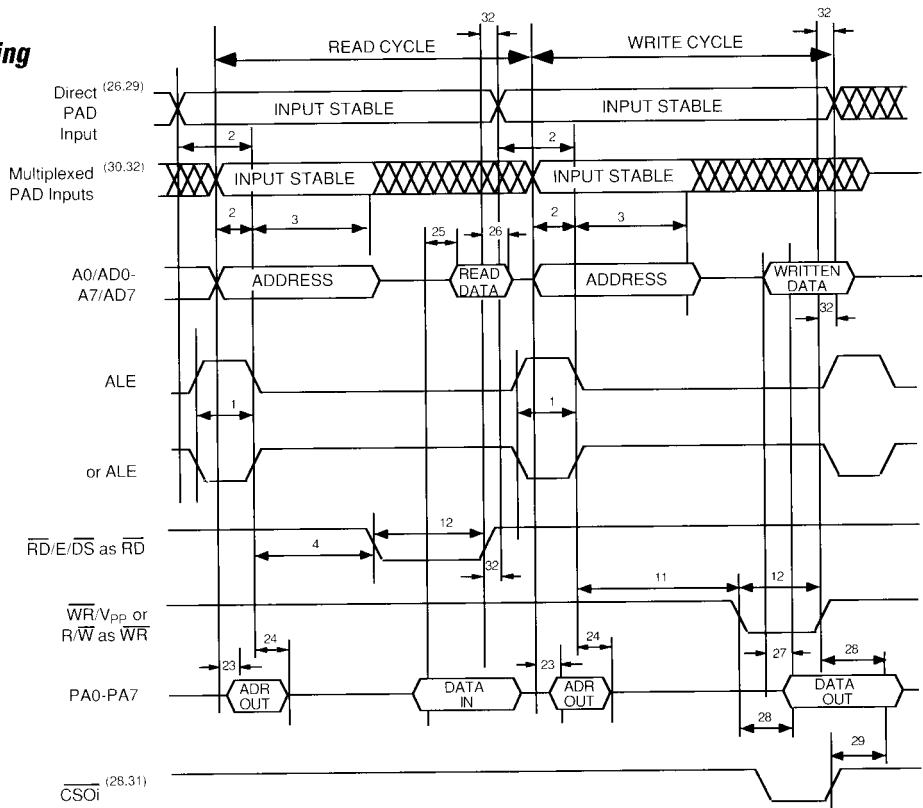 ing
32
32
READ CYCLE
WRITE CYCLE
Direct (26.29)
PAD
Input
INPUT STABLE
INPUT STABLE
2
2
Multiplexed (30.32)
PAD Inputs
INPUT STABLE
INPUT STABLE
2
3
25
26
2
3
A0/AD0-
A7/AD7
ADDRESS
READ
DATA
ADDRESS
WRITTEN
DATA
32
ALE
1
1
or ALE
12
RD/E/DS as RD
4
32
11
12
WR/VPP or
R/W as WR
24
24
23
23
27
28
PA0-PA7
ADR
OUT
DATA
IN
ADR
OUT
DATA
OUT
28
29
CSOi (28.31)